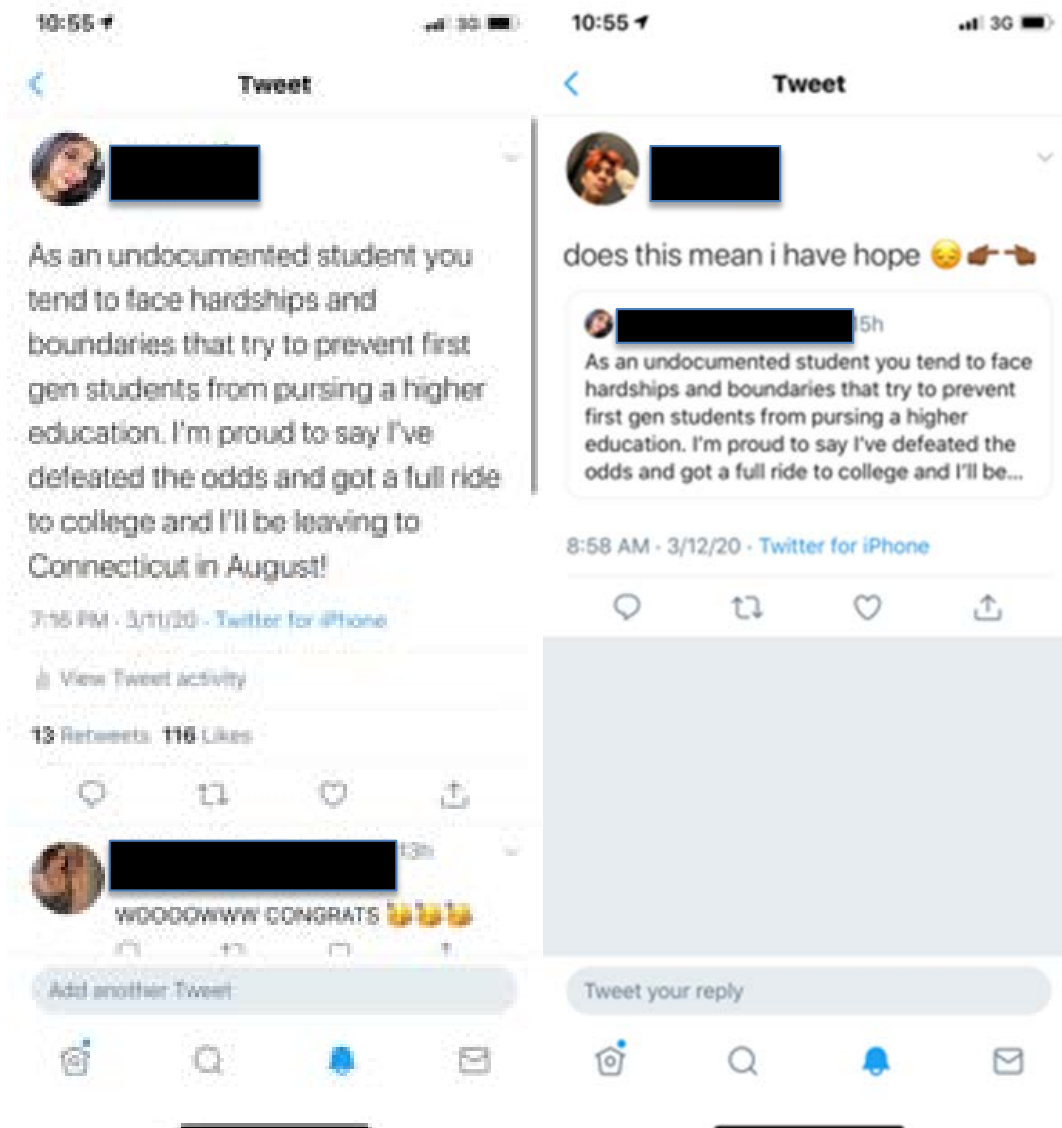 10:55
3G
Tweet
As an undocumented student you
tend to face hardships and
boundaries that try to prevent first
gen students from pursing a higher
education. I'm proud to say I've
defeated the odds and got a full ride
to college and I'll be leaving to
Connecticut in August!
7:16 PM · 3/11/20 · Twitter for iPhone
View Tweet activity
13 Retweets 116 Likes
13h
WOOOOWWW CONGRATS 🥳🥳🥳
Add another Tweet
10:55
3G
Tweet
does this mean i have hope 😔👉🏾👈🏾
15h
As an undocumented student you tend to face
hardships and boundaries that try to prevent
first gen students from pursing a higher
education. I'm proud to say I've defeated the
odds and got a full ride to college and I'll be...
8:58 AM · 3/12/20 · Twitter for iPhone
Tweet your reply